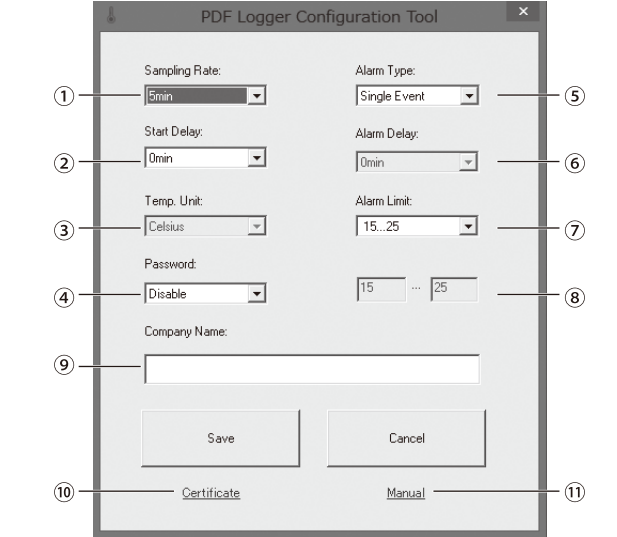 PDF Logger Configuration Tool ×
Sampling Rate: Alarm Type:
① 5min Single Event ⑤
Start Delay: Alarm Delay:
② 0min 0min ⑥
Temp. Unit: Alarm Limit:
③ Celsius 15...25 ⑦
Password:
④ Disable 15 ... 25 ⑧
Company Name:
⑨
Save Cancel
⑩ Certificate Manual ⑪